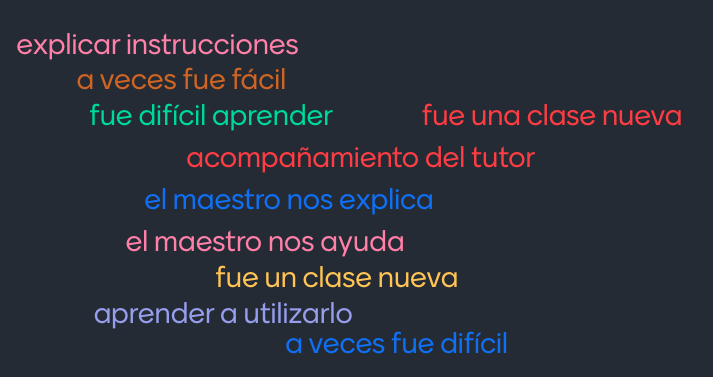 explicar instrucciones
a veces fue fácil
fue difícil aprender
fue una clase nueva
acompañamiento del tutor
el maestro nos explica
el maestro nos ayuda
fue un clase nueva
aprender a utilizarlo
a veces fue difícil